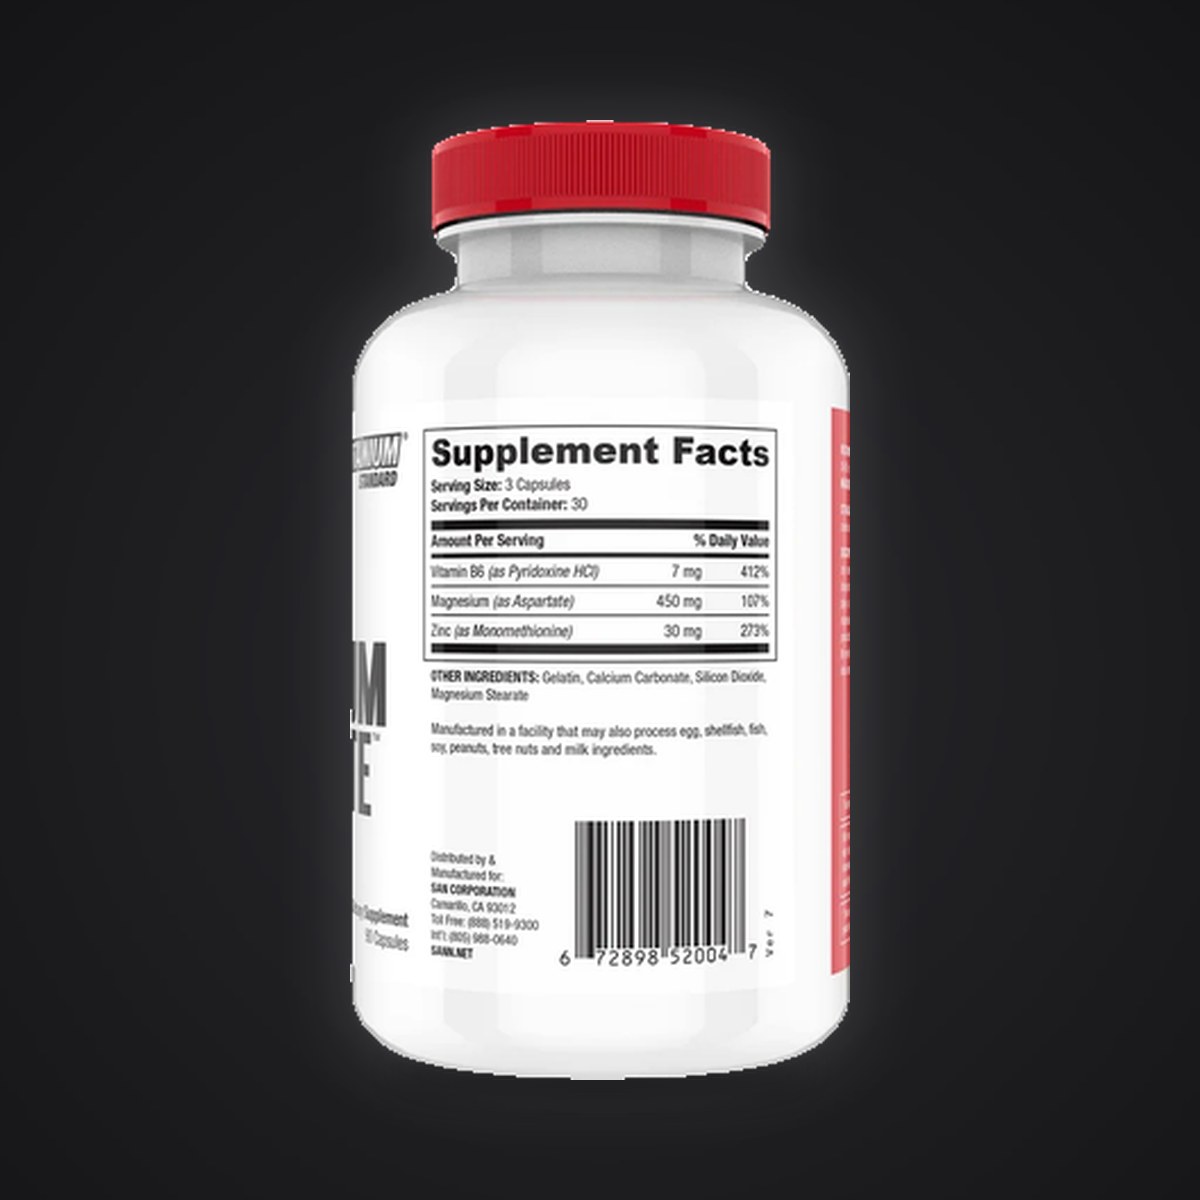 STANDARD
Supplement Facts
Serving Size: 3 Capsules
Servings Per Container: 30
Amount Per Serving % Daily Value
Vitamin B6 (as Pyridoxine HCl) 7 mg 412%
Magnesium (as Aspartate) 450 mg 107%
Zinc (as Monomethionine) 30 mg 273%
OTHER INGREDIENTS: Gelatin, Calcium Carbonate, Silicon Dioxide,
Magnesium Stearate
Manufactured in a facility that may also process egg, shellfish, fish,
soy, peanuts, tree nuts and milk ingredients.
Supplement
90 Capsules
Distributed by &
Manufactured for:
SAN CORPORATION
Camarillo, CA 93012
Toll Free: (888) 519-9300
Int'l: (805) 988-0640
SANN.NET
6 72898 52004 7
Ver 7